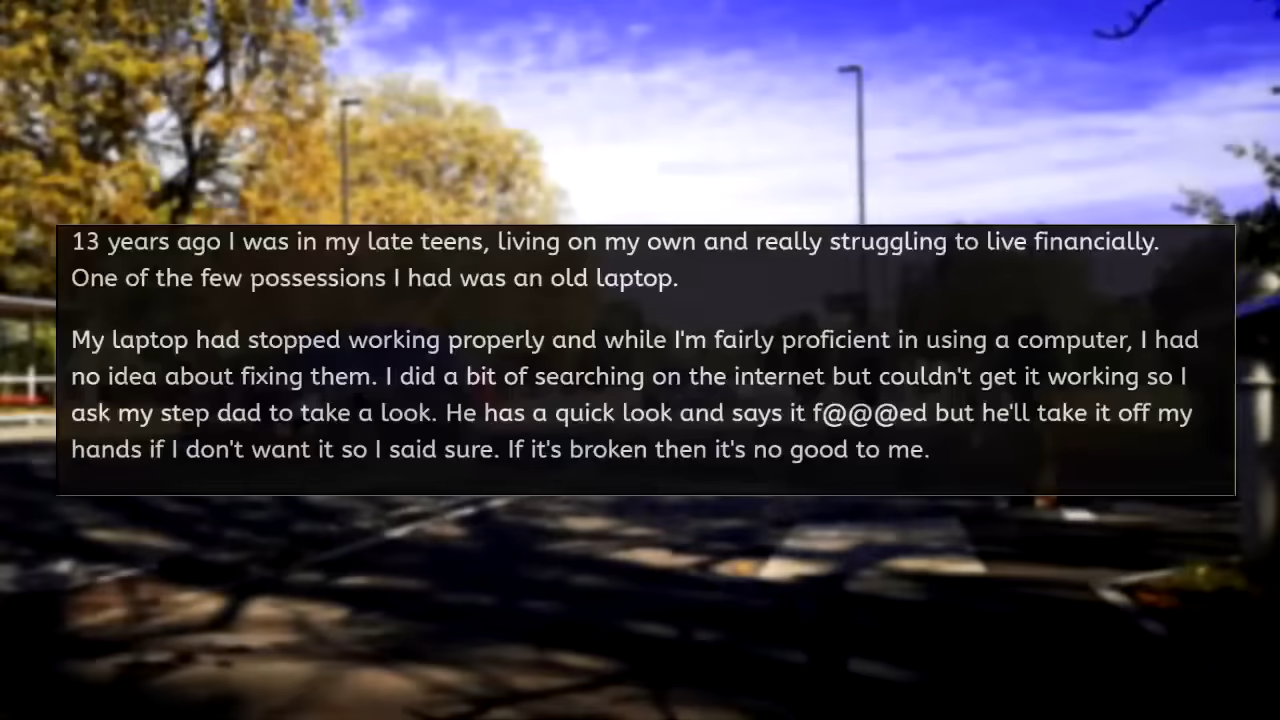 13 years ago I was in my late teens, living on my own and really struggling to live financially.
One of the few possessions I had was an old laptop.
My laptop had stopped working properly and while I'm fairly proficient in using a computer, I had
no idea about fixing them. I did a bit of searching on the internet but couldn't get it working so I
ask my step dad to take a look. He has a quick look and says it f@@@ed but he'll take it off my
hands if I don't want it so I said sure. If it's broken then it's no good to me.